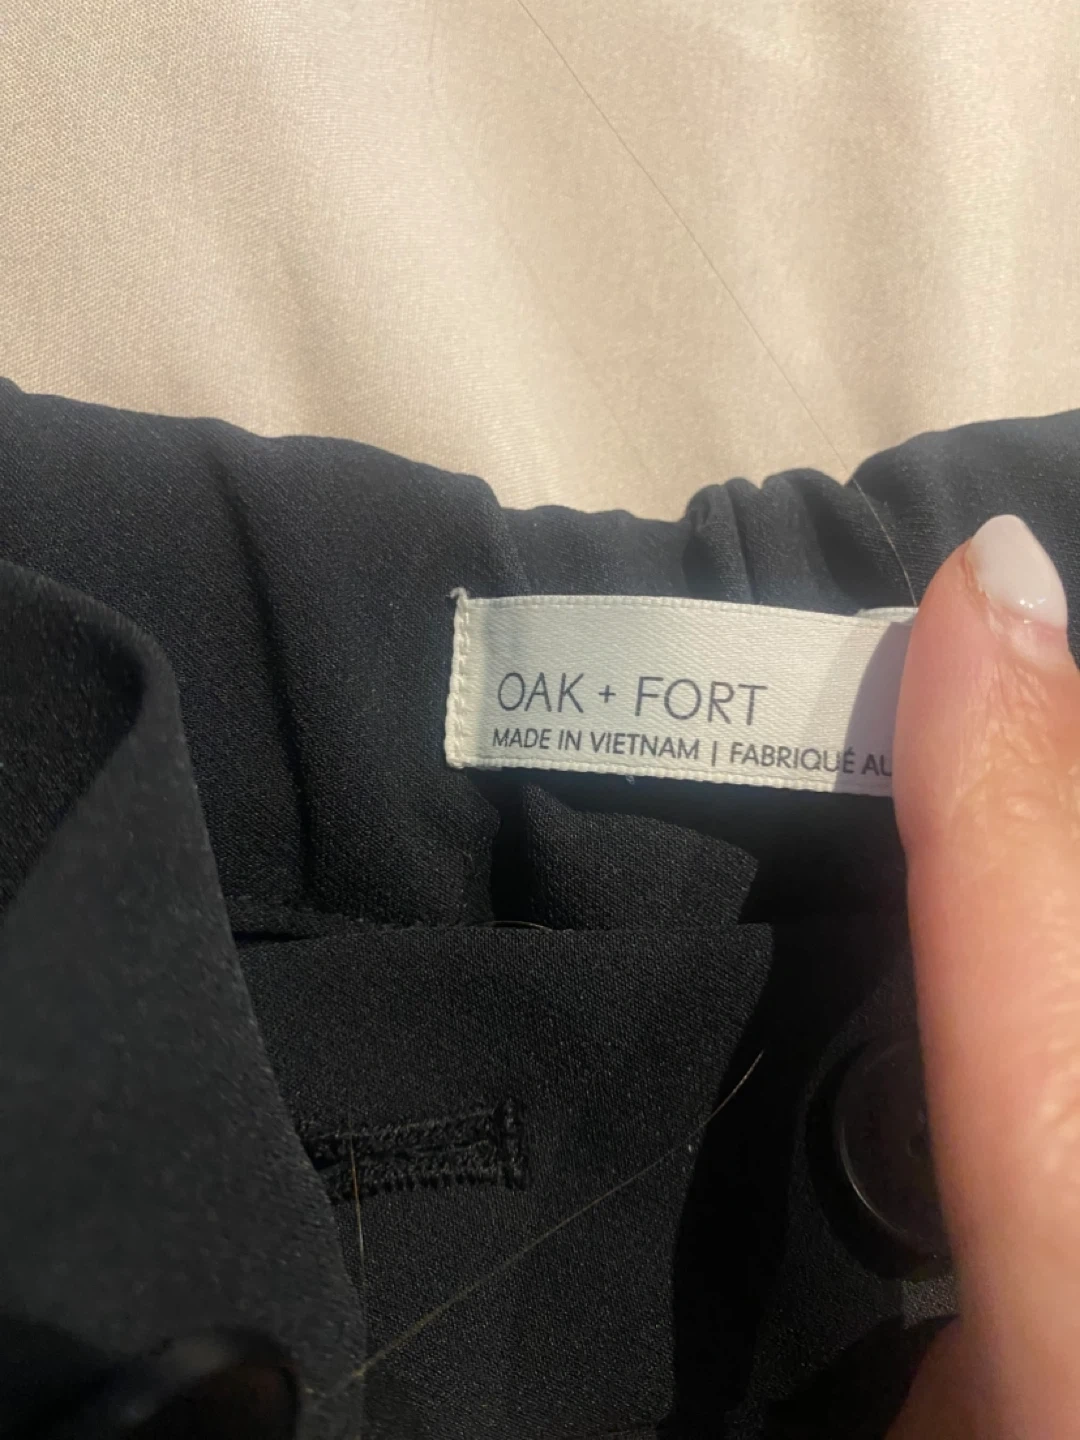 OAK + FORT
MADE IN VIETNAM | FABRIQUÉ AU